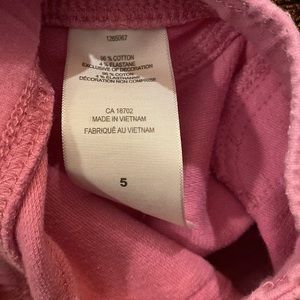 1265067
96 % COTTON
4 % ELASTANE
EXCLUSIVE OF DECORATION
96 % COTON
4 % ÉLASTHANNE
DÉCORATION NON COMPRISE
CA 18702
MADE IN VIETNAM
FABRIQUÉ AU VIETNAM
5